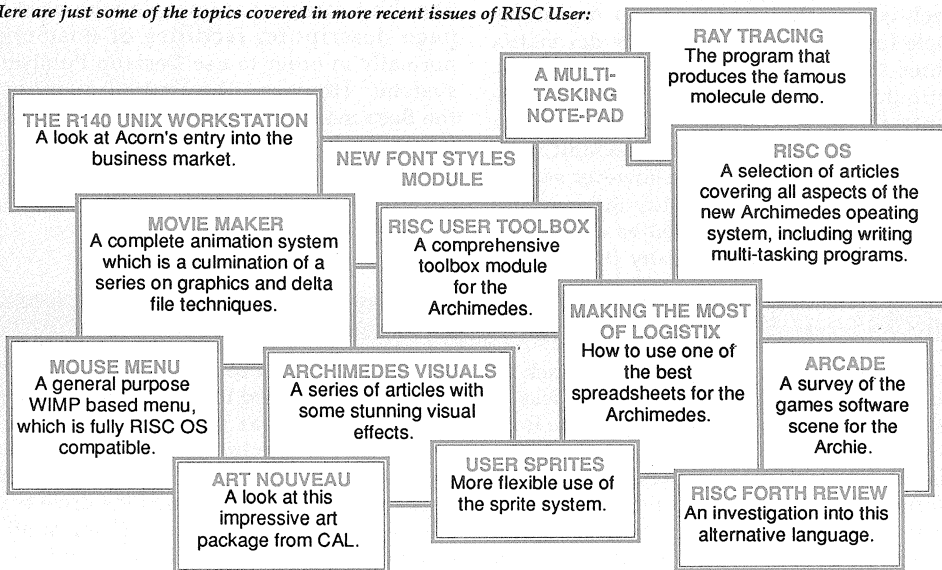 Here are just some of the topics covered in more recent issues of RISC User:
RAY TRACING
The program that
produces the famous
molecule demo.
A MULTI-
TASKING
NOTE-PAD
THE R140 UNIX WORKSTATION
A look at Acorn's entry into the
business market.
NEW FONT STYLES
MODULE
RISC OS
A selection of articles
covering all aspects of the
new Archimedes opeating
system, including writing
multi-tasking programs.
MOVIE MAKER
A complete animation system
which is a culmination of a
series on graphics and delta
file techniques.
RISC USER TOOLBOX
A comprehensive
toolbox module
for the
Archimedes.
MAKING THE MOST
OF LOGISTIX
How to use one of
the best
spreadsheets for the
Archimedes.
MOUSE MENU
A general purpose
WIMP based menu,
which is fully RISC OS
compatible.
ARCHIMEDES VISUALS
A series of articles with
some stunning visual
effects.
ARCADE
A survey of the
games software
scene for the
Archie.
ART NOUVEAU
A look at this
impressive art
package from CAL.
USER SPRITES
More flexible use of
the sprite system.
RISC FORTH REVIEW
An investigation into this
alternative language.